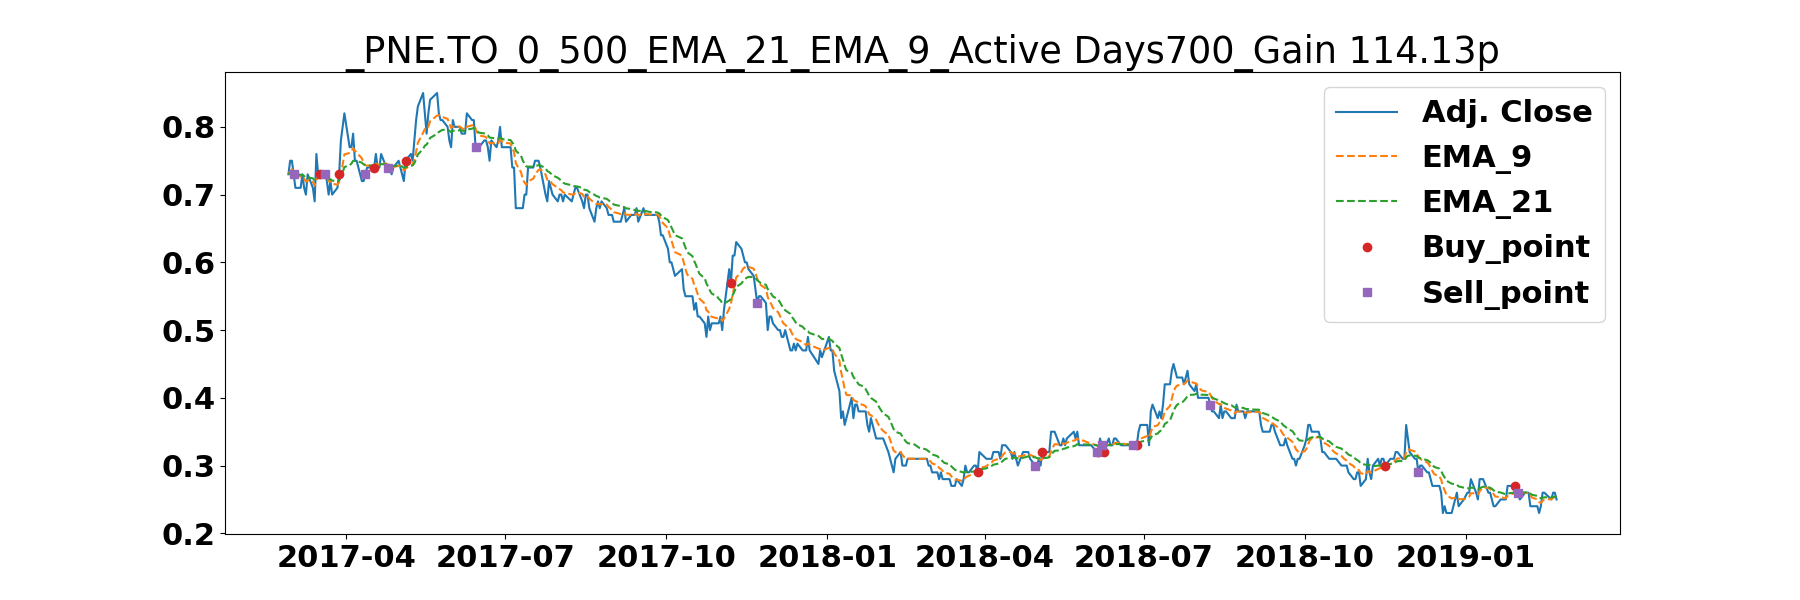 _PNE.TO_0_500_EMA_21_EMA_9_Active Days700_Gain 114.13p
Adj. Close
EMA_9
EMA_21
Buy_point
Sell_point
0.8
0.7
0.6
0.5
0.4
0.3
0.2
2017-04 2017-07 2017-10 2018-01 2018-04 2018-07 2018-10 2019-01